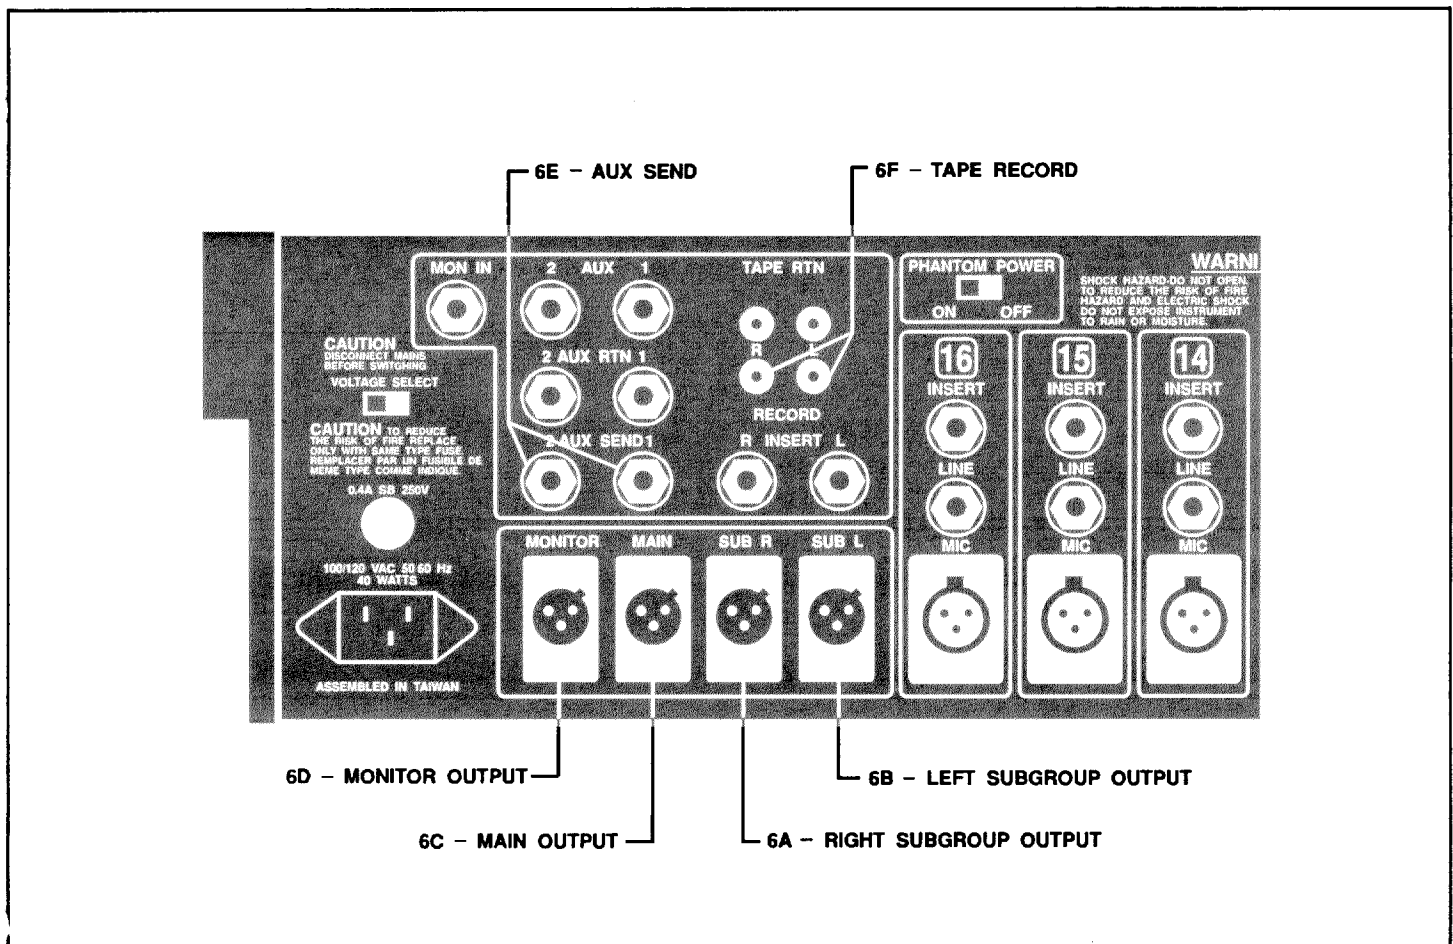 6E – AUX SEND
6F – TAPE RECORD
MON IN
2 AUX 1
TAPE RTN
PHANTOM POWER
ON OFF
WARNI
SHOCK HAZARD-DO NOT OPEN.
TO REDUCE THE RISK OF FIRE
HAZARD AND ELECTRIC SHOCK
DO NOT EXPOSE INSTRUMENT
TO RAIN OR MOISTURE.
CAUTION
DISCONNECT MAINS
BEFORE SWITCHING
VOLTAGE SELECT
2 AUX RTN 1
R L
RECORD
16
INSERT
LINE
MIC
15
INSERT
LINE
MIC
14
INSERT
LINE
MIC
CAUTION TO REDUCE
THE RISK OF FIRE REPLACE
ONLY WITH SAME TYPE FUSE
REMPLACER PAR UN FUSIBLE DE
MEME TYPE COMME INDIQUE.
0.4A SB 250V
2 AUX SEND 1
R INSERT L
100/120 VAC 50 60 Hz
40 WATTS
ASSEMBLED IN TAIWAN
MONITOR
MAIN
SUB R
SUB L
6D – MONITOR OUTPUT
6B – LEFT SUBGROUP OUTPUT
6C – MAIN OUTPUT
6A – RIGHT SUBGROUP OUTPUT